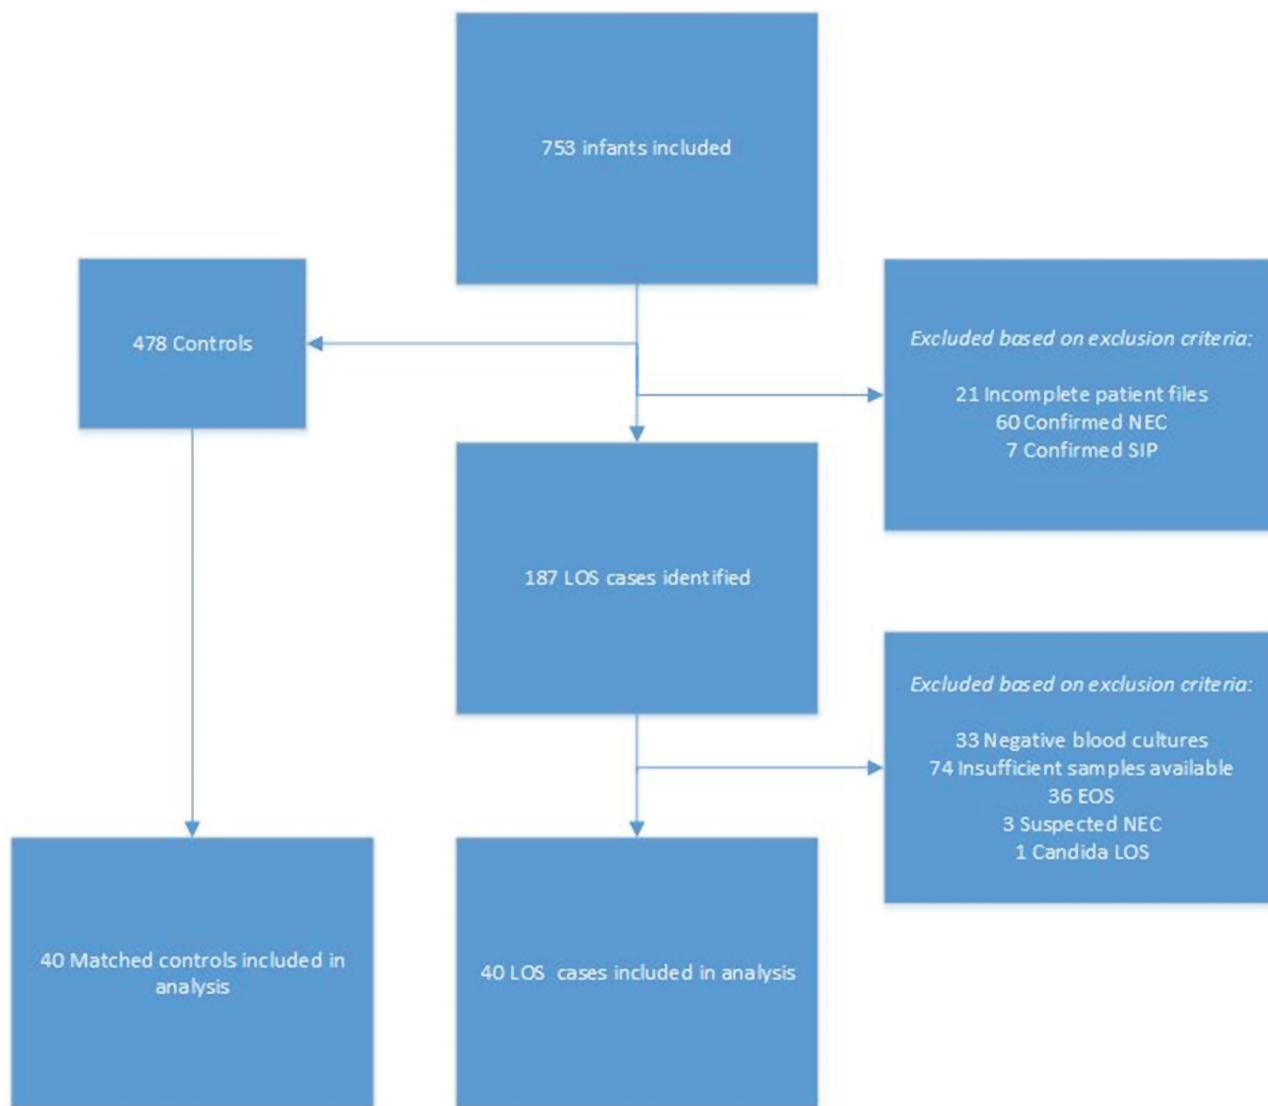 753 infants included
478 Controls
Excluded based on exclusion criteria:
21 Incomplete patient files
60 Confirmed NEC
7 Confirmed SIP
187 LOS cases identified
Excluded based on exclusion criteria:
33 Negative blood cultures
74 Insufficient samples available
36 EOS
3 Suspected NEC
1 Candida LOS
40 Matched controls included in
analysis
40 LOS cases included in analysis